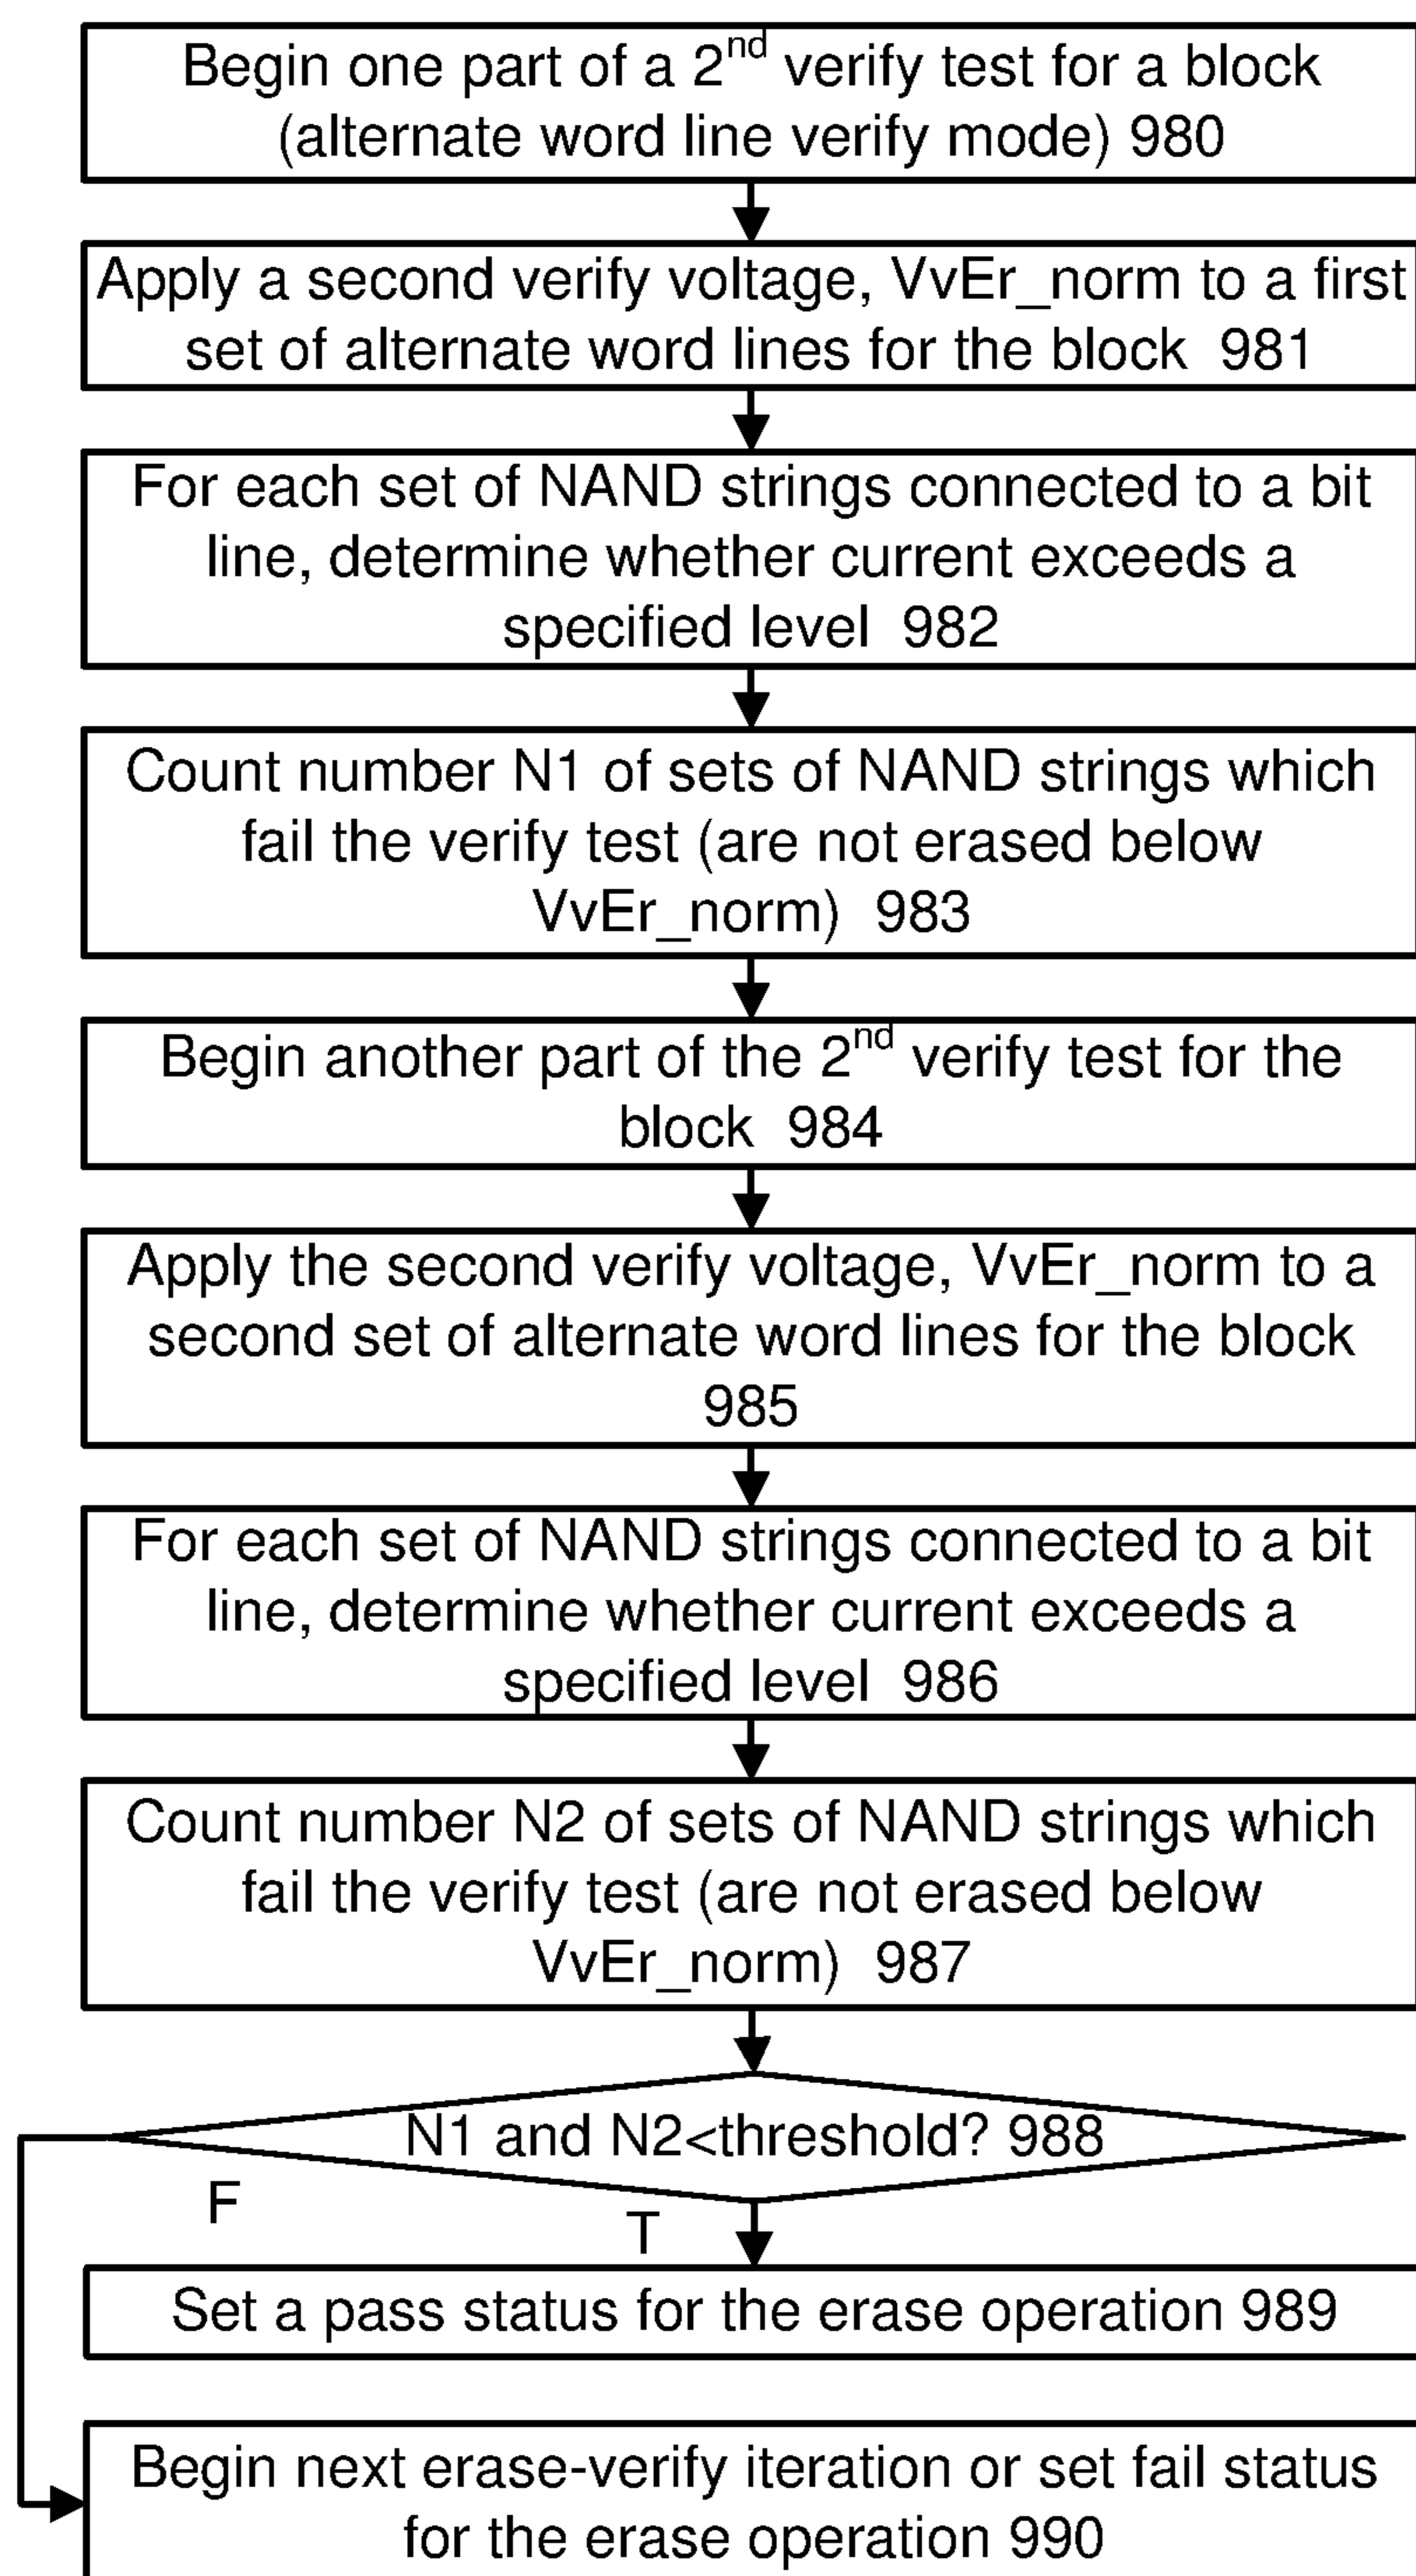 Begin one part of a 2nd verify test for a block
(alternate word line verify mode) 980
Apply a second verify voltage, VvEr_norm to a first
set of alternate word lines for the block 981
For each set of NAND strings connected to a bit
line, determine whether current exceeds a
specified level 982
Count number N1 of sets of NAND strings which
fail the verify test (are not erased below
VvEr_norm) 983
Begin another part of the 2nd verify test for the
block 984
Apply the second verify voltage, VvEr_norm to a
second set of alternate word lines for the block
985
For each set of NAND strings connected to a bit
line, determine whether current exceeds a
specified level 986
Count number N2 of sets of NAND strings which
fail the verify test (are not erased below
VvEr_norm) 987
N1 and N2<threshold? 988
F
T
Set a pass status for the erase operation 989
Begin next erase-verify iteration or set fail status
for the erase operation 990